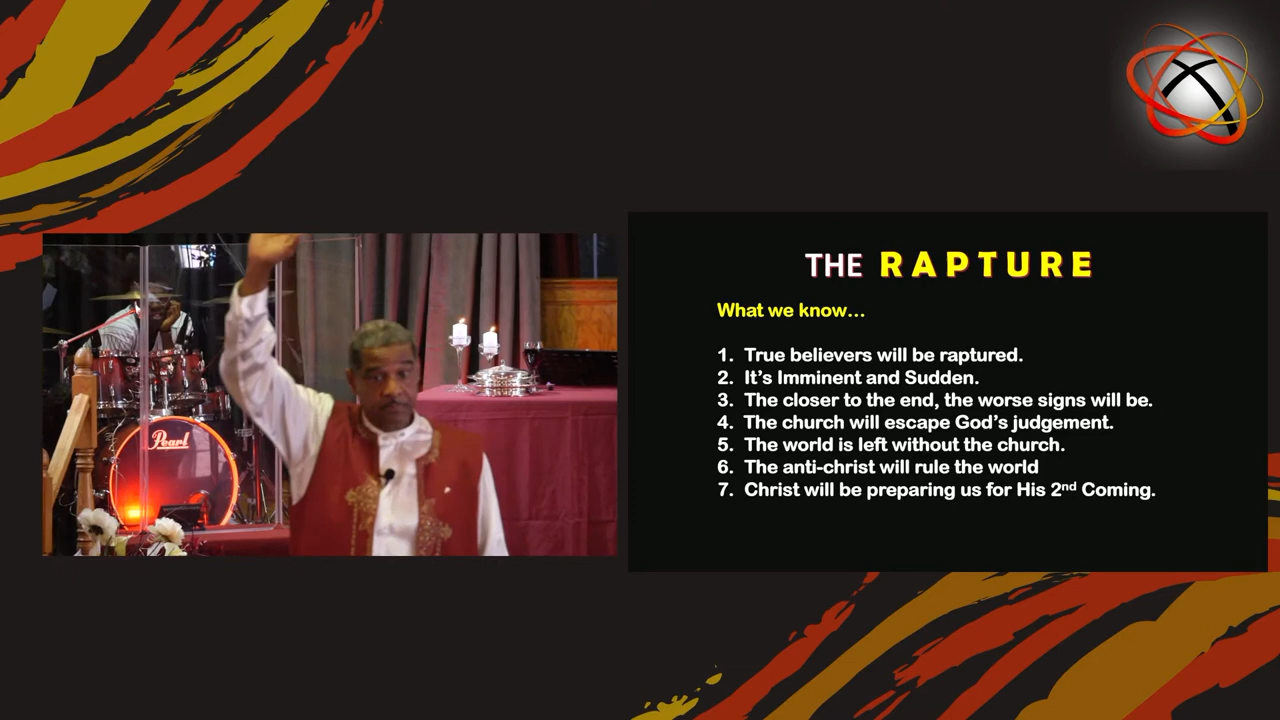 Pearl
THE RAPTURE
What we know...
1. True believers will be raptured.
2. It's Imminent and Sudden.
3. The closer to the end, the worse signs will be.
4. The church will escape God's judgement.
5. The world is left without the church.
6. The anti-christ will rule the world
7. Christ will be preparing us for His 2nd Coming.